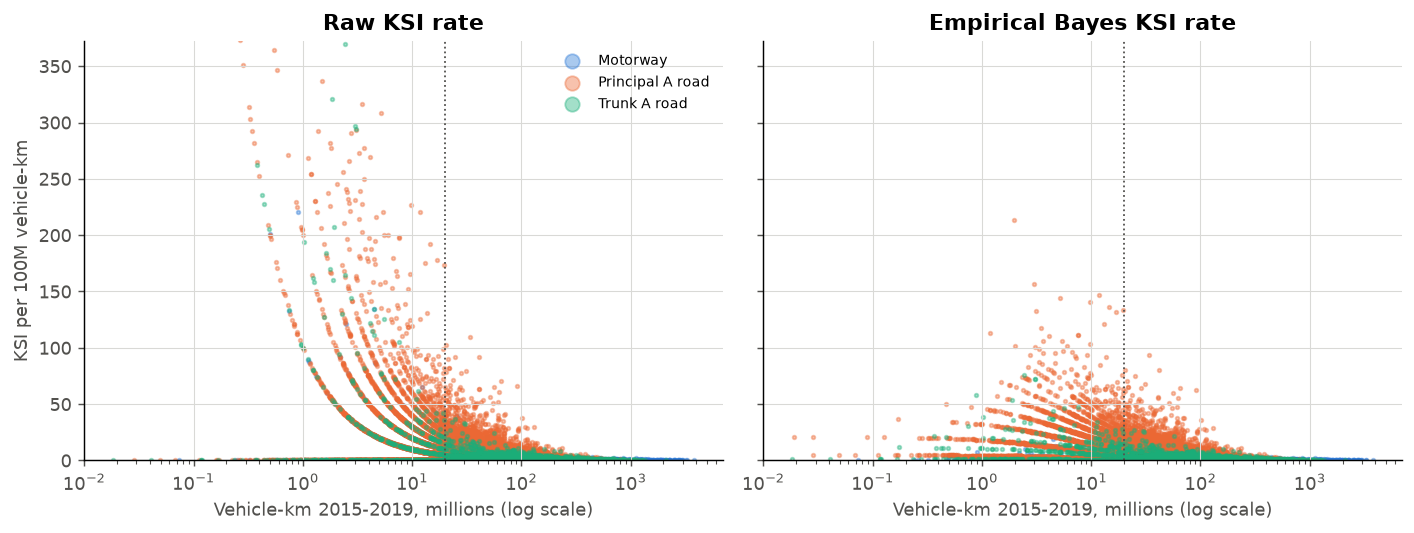 Raw KSI rate
Empirical Bayes KSI rate
KSI per 100M vehicle-km
350
300
250
200
150
100
50
0
Motorway
Principal A road
Trunk A road
10⁻² 10⁻¹ 10⁰ 10¹ 10² 10³
10⁻² 10⁻¹ 10⁰ 10¹ 10² 10³
Vehicle-km 2015-2019, millions (log scale)
Vehicle-km 2015-2019, millions (log scale)